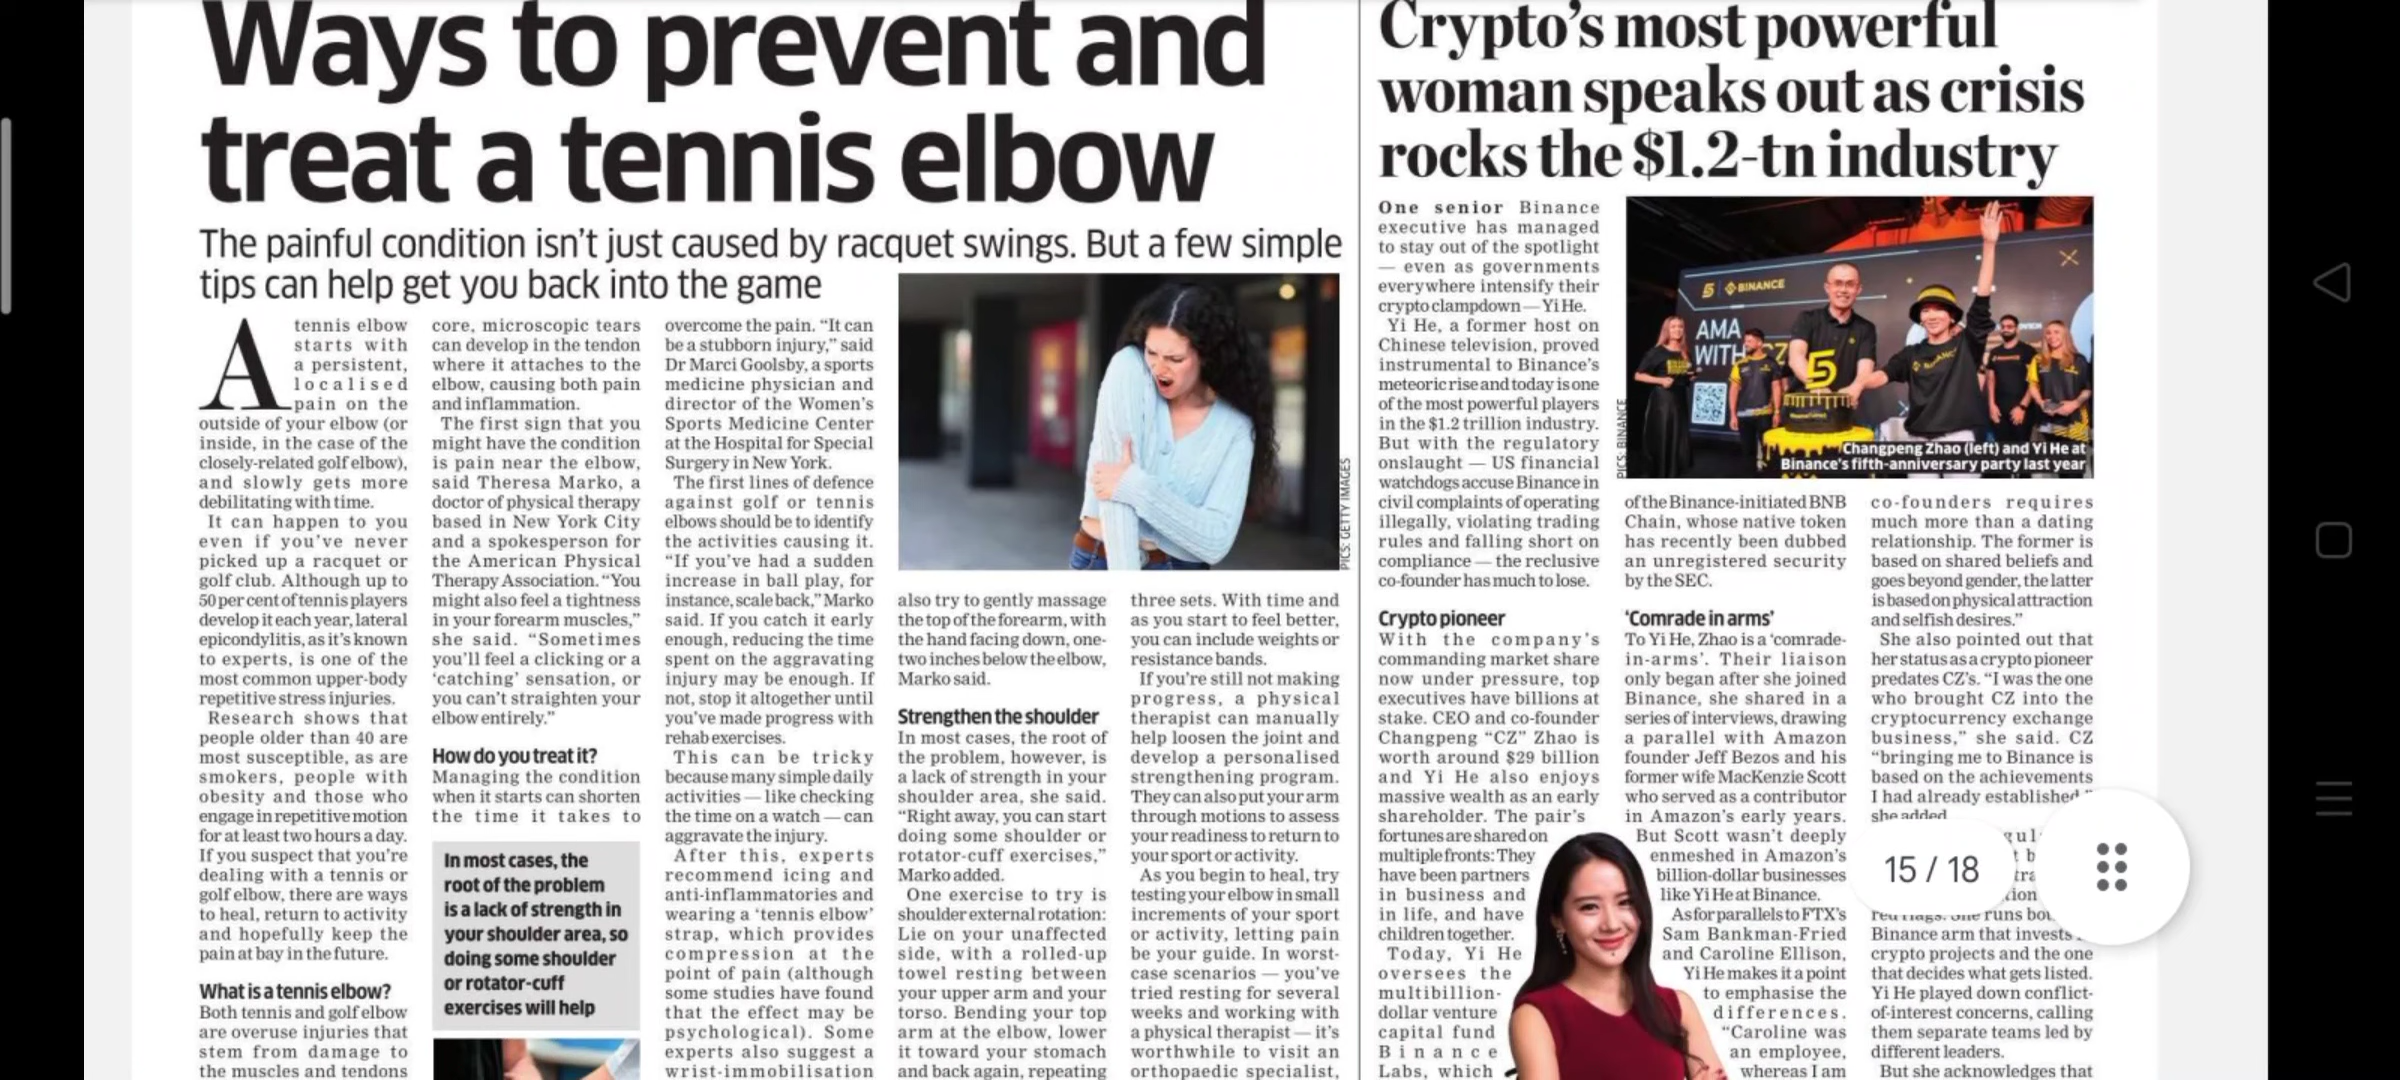 Ways to prevent and
treat a tennis elbow
The painful condition isn't just caused by racquet swings. But a few simple
tips can help get you back into the game
A tennis elbow
starts with
a persistent,
localised
pain on the
outside of your elbow (or
inside, in the case of the
closely-related golf elbow),
and slowly gets more
debilitating with time.
It can happen to you
even if you've never
picked up a racquet or
golf club. Although up to
50 per cent of tennis players
develop it each year, lateral
epicondylitis, as it's known
to experts, is one of the
most common upper-body
repetitive stress injuries.
Research shows that
people older than 40 are
most susceptible, as are
smokers, people with
obesity and those who
engage in repetitive motion
for at least two hours a day.
If you suspect that you're
dealing with a tennis or
golf elbow, there are ways
to heal, return to activity
and hopefully keep the
pain at bay in the future.
What is a tennis elbow?
Both tennis and golf elbow
are overuse injuries that
stem from damage to
the muscles and tendons
core, microscopic tears
can develop in the tendon
where it attaches to the
elbow, causing both pain
and inflammation.
The first sign that you
might have the condition
is pain near the elbow,
said Theresa Marko, a
doctor of physical therapy
based in New York City
and a spokesperson for
the American Physical
Therapy Association. "You
might also feel a tightness
in your forearm muscles,"
she said. "Sometimes
you'll feel a clicking or a
'catching' sensation, or
you can't straighten your
elbow entirely."
How do you treat it?
Managing the condition
when it starts can shorten
the time it takes to
In most cases, the
root of the problem
is a lack of strength in
your shoulder area, so
doing some shoulder
or rotator-cuff
exercises will help
overcome the pain. "It can
be a stubborn injury," said
Dr Marci Goolsby, a sports
medicine physician and
director of the Women's
Sports Medicine Center
at the Hospital for Special
Surgery in New York.
The first lines of defence
against golf or tennis
elbows should be to identify
the activities causing it.
"If you've had a sudden
increase in ball play, for
instance, scale back," Marko
said. If you catch it early
enough, reducing the time
spent on the aggravating
injury may be enough. If
not, stop it altogether until
you've made progress with
rehab exercises.
This can be tricky
because many simple daily
activities — like checking
the time on a watch — can
aggravate the injury.
After this, experts
recommend icing and
anti-inflammatories and
wearing a 'tennis elbow'
strap, which provides
compression at the
point of pain (although
some studies have found
that the effect may be
psychological). Some
experts also suggest a
wrist-immobilisation
PICS: GETTY IMAGES
also try to gently massage
the top of the forearm, with
the hand facing down, one-
two inches below the elbow,
Marko said.
Strengthen the shoulder
In most cases, the root of
the problem, however, is
a lack of strength in your
shoulder area, she said.
"Right away, you can start
doing some shoulder or
rotator-cuff exercises,"
Marko added.
One exercise to try is
shoulder external rotation:
Lie on your unaffected
side, with a rolled-up
towel resting between
your upper arm and your
torso. Bending your top
arm at the elbow, lower
it toward your stomach
and back again, repeating
three sets. With time and
as you start to feel better,
you can include weights or
resistance bands.
If you're still not making
progress, a physical
therapist can manually
help loosen the joint and
develop a personalised
strengthening program.
They can also put your arm
through motions to assess
your readiness to return to
your sport or activity.
As you begin to heal, try
testing your elbow in small
increments of your sport
or activity, letting pain
be your guide. In worst-
case scenarios — you've
tried resting for several
weeks and working with
a physical therapist — it's
worthwhile to visit an
orthopaedic specialist,
Crypto's most powerful
woman speaks out as crisis
rocks the $1.2-tn industry
One senior Binance
executive has managed
to stay out of the spotlight
— even as governments
everywhere intensify their
crypto clampdown — Yi He.
Yi He, a former host on
Chinese television, proved
instrumental to Binance's
meteoric rise and today is one
of the most powerful players
in the $1.2 trillion industry.
But with the regulatory
onslaught — US financial
watchdogs accuse Binance in
civil complaints of operating
illegally, violating trading
rules and falling short on
compliance — the reclusive
co-founder has much to lose.
Crypto pioneer
With the company's
commanding market share
now under pressure, top
executives have billions at
stake. CEO and co-founder
Changpeng "CZ" Zhao is
worth around $29 billion
and Yi He also enjoys
massive wealth as an early
shareholder. The pair's
fortunes are shared on
multiple fronts: They
have been partners
in business and
in life, and have
children together.
Today, Yi He
oversees the
multibillion-
dollar venture
capital fund
Binance
Labs, which
PICS: BINANCE
5 BINANCE
AMA
WITH CZ
5
Changpeng Zhao (left) and Yi He at
Binance's fifth-anniversary party last year
of the Binance-initiated BNB
Chain, whose native token
has recently been dubbed
an unregistered security
by the SEC.
'Comrade in arms'
To Yi He, Zhao is a 'comrade-
in-arms'. Their liaison
only began after she joined
Binance, she shared in a
series of interviews, drawing
a parallel with Amazon
founder Jeff Bezos and his
former wife MacKenzie Scott
who served as a contributor
in Amazon's early years.
But Scott wasn't deeply
enmeshed in Amazon's
billion-dollar businesses
like Yi He at Binance.
As for parallels to FTX's
Sam Bankman-Fried
and Caroline Ellison,
Yi He makes it a point
to emphasise the
differences.
"Caroline was
an employee,
whereas I am
co-founders requires
much more than a dating
relationship. The former is
based on shared beliefs and
goes beyond gender, the latter
is based on physical attraction
and selfish desires."
She also pointed out that
her status as a crypto pioneer
predates CZ's. "I was the one
who brought CZ into the
cryptocurrency exchange
business," she said. CZ
"bringing me to Binance is
based on the achievements
I had already established,"
she added.
15 / 18
red flags. She runs
Binance arm that invests
crypto projects and the one
that decides what gets listed.
Yi He played down conflict-
of-interest concerns, calling
them separate teams led by
different leaders.
But she acknowledges that